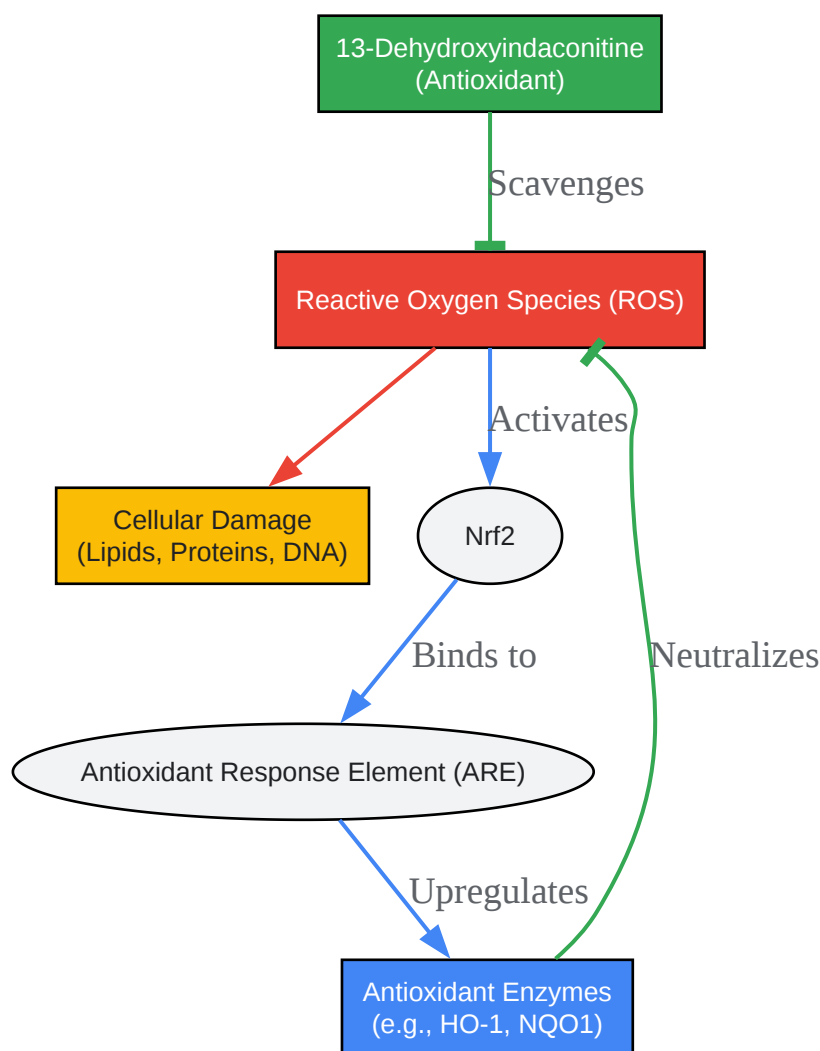 13-Dehydroxyindaconitine
(Antioxidant)
Scavenges
Reactive Oxygen Species (ROS)
Activates
Cellular Damage
(Lipids, Proteins, DNA)
Nrf2
Binds to
Neutralizes
Antioxidant Response Element (ARE)
Upregulates
Antioxidant Enzymes
(e.g., HO-1, NQO1)